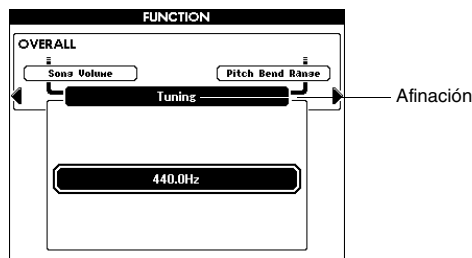 FUNCTION
OVERALL
Song Volume
Pitch Bend Range
Tuning
Afinación
440.0Hz